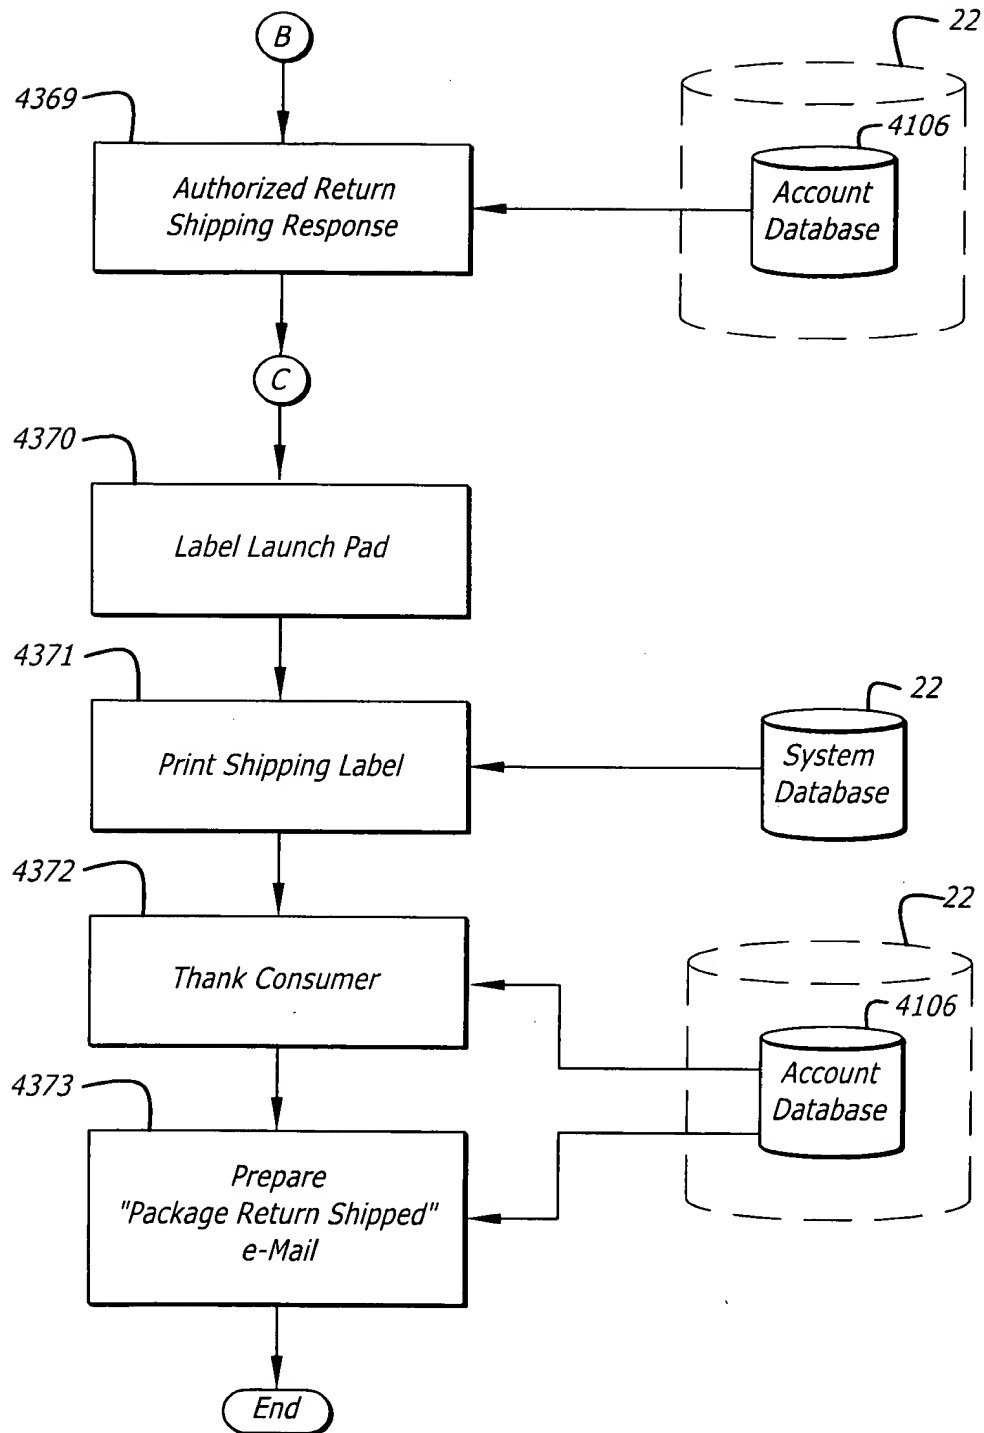 B
22
4369
4106
Authorized Return
Shipping Response
Account
Database
C
4370
Label Launch Pad
4371
22
Print Shipping Label
System
Database
4372
22
Thank Consumer
4106
4373
Account
Database
Prepare
"Package Return Shipped"
e-Mail
End